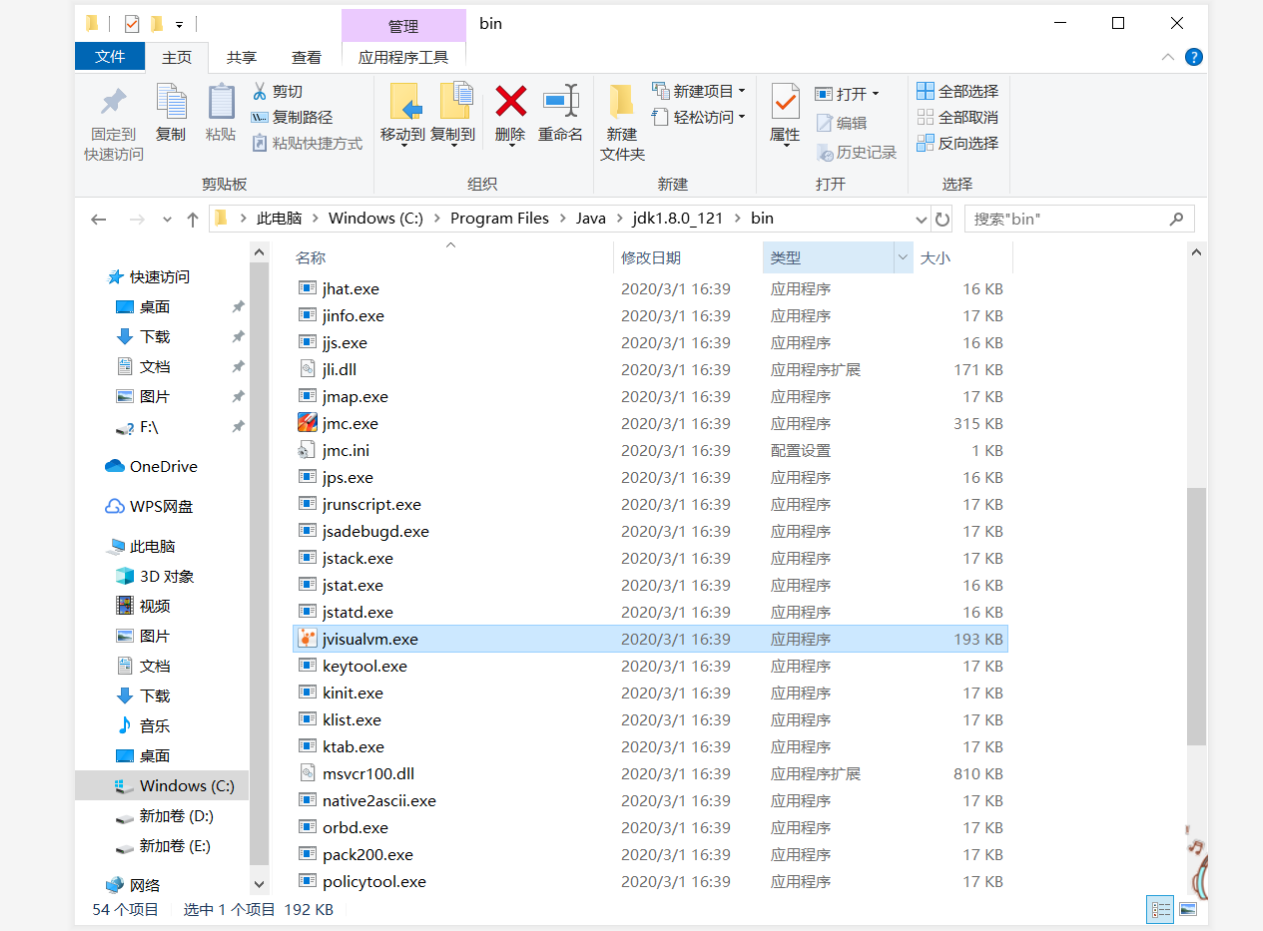 管理
bin
文件
主页
共享
查看
应用程序工具
?
固定到
快速访问
复制
粘贴
剪切
复制路径
粘贴快捷方式
剪贴板
移动到
复制到
删除
重命名
组织
新建
文件夹
新建项目
轻松访问
新建
属性
打开
编辑
历史记录
打开
全部选择
全部取消
反向选择
选择
此电脑 > Windows (C:) > Program Files > Java > jdk1.8.0_121 > bin
搜索"bin"
快速访问
桌面
下载
文档
图片
F:\
OneDrive
WPS网盘
此电脑
3D 对象
视频
图片
文档
下载
音乐
桌面
Windows (C:)
新加卷 (D:)
新加卷 (E:)
网络
名称 修改日期 类型 大小
jhat.exe 2020/3/1 16:39 应用程序 16 KB
jinfo.exe 2020/3/1 16:39 应用程序 17 KB
jjs.exe 2020/3/1 16:39 应用程序 16 KB
jli.dll 2020/3/1 16:39 应用程序扩展 171 KB
jmap.exe 2020/3/1 16:39 应用程序 17 KB
jmc.exe 2020/3/1 16:39 应用程序 315 KB
jmc.ini 2020/3/1 16:39 配置设置 1 KB
jps.exe 2020/3/1 16:39 应用程序 16 KB
jrunscript.exe 2020/3/1 16:39 应用程序 17 KB
jsadebugd.exe 2020/3/1 16:39 应用程序 17 KB
jstack.exe 2020/3/1 16:39 应用程序 17 KB
jstat.exe 2020/3/1 16:39 应用程序 16 KB
jstatd.exe 2020/3/1 16:39 应用程序 16 KB
jvisualvm.exe 2020/3/1 16:39 应用程序 193 KB
keytool.exe 2020/3/1 16:39 应用程序 17 KB
kinit.exe 2020/3/1 16:39 应用程序 17 KB
klist.exe 2020/3/1 16:39 应用程序 17 KB
ktab.exe 2020/3/1 16:39 应用程序 17 KB
msvcr100.dll 2020/3/1 16:39 应用程序扩展 810 KB
native2ascii.exe 2020/3/1 16:39 应用程序 17 KB
orbd.exe 2020/3/1 16:39 应用程序 17 KB
pack200.exe 2020/3/1 16:39 应用程序 17 KB
policytool.exe 2020/3/1 16:39 应用程序 17 KB
54 个项目 选中 1 个项目 192 KB